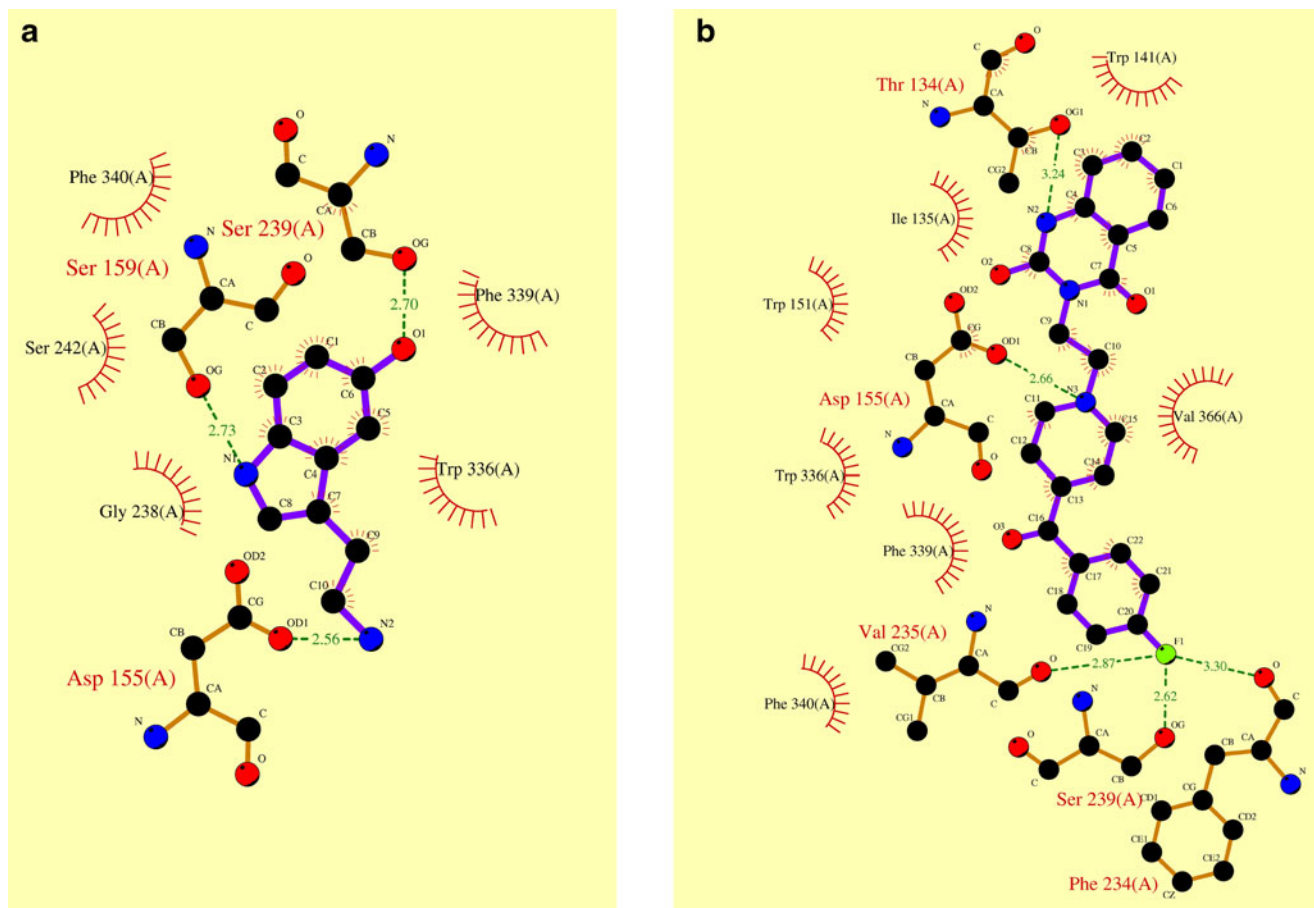 a
O
N
C
CA
Phe 340(A)
Ser 239(A)
CB
OG
N
O
Ser 159(A)
CA
2.70
Phe 339(A)
CB
C
O1
Ser 242(A)
C1
OG
C2
C6
2.73
C3
C5
N1
C4
Trp 336(A)
Gly 238(A)
C8
C7
C9
OD2
C10
CG
OD1
N2
CB
2.56
Asp 155(A)
CA
C
N
O
b
O
C
Trp 141(A)
Thr 134(A)
CA
N
OG1
CB
C2
C3
C1
CG2
3.24
C4
C6
Ile 135(A)
N2
C5
C8
C7
O2
N1
O1
Trp 151(A)
OD2
C9
CG
C10
OD1
CB
2.66
N3
Asp 155(A)
C11
C15
Val 366(A)
CA
C
N
C12
C14
O
Trp 336(A)
C13
O3
C16
C22
Phe 339(A)
C17
C21
C18
C20
N
C19
F1
Val 235(A)
CG2
CA
O
2.87
3.30
O
CB
C
2.62
C
Phe 340(A)
CG1
N
OG
O
CA
CB
CA
C
CB
N
Ser 239(A)
CG
CD1
CD2
CE1
CE2
Phe 234(A)
CZ